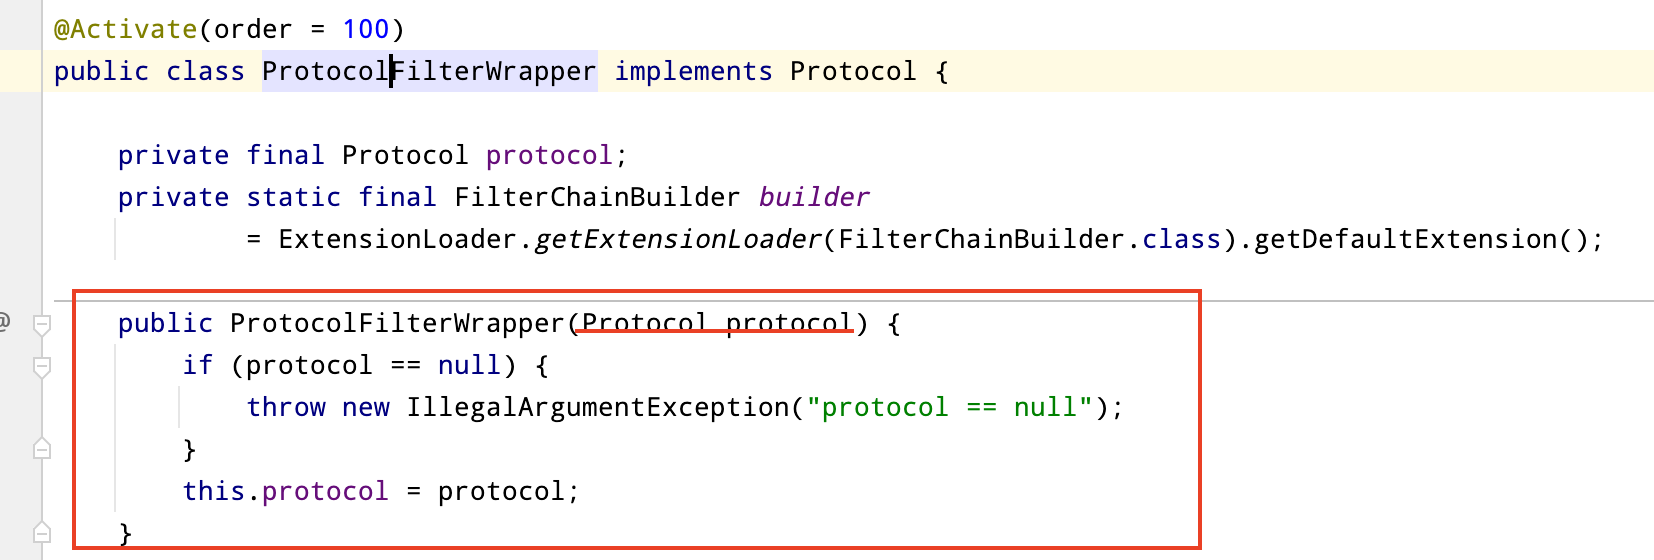 @Activate(order = 100)
public class ProtocolFilterWrapper implements Protocol {
private final Protocol protocol;
private static final FilterChainBuilder builder
= ExtensionLoader.getExtensionLoader(FilterChainBuilder.class).getDefaultExtension();
@
public ProtocolFilterWrapper(Protocol protocol) {
if (protocol == null) {
throw new IllegalArgumentException("protocol == null");
}
this.protocol = protocol;
}